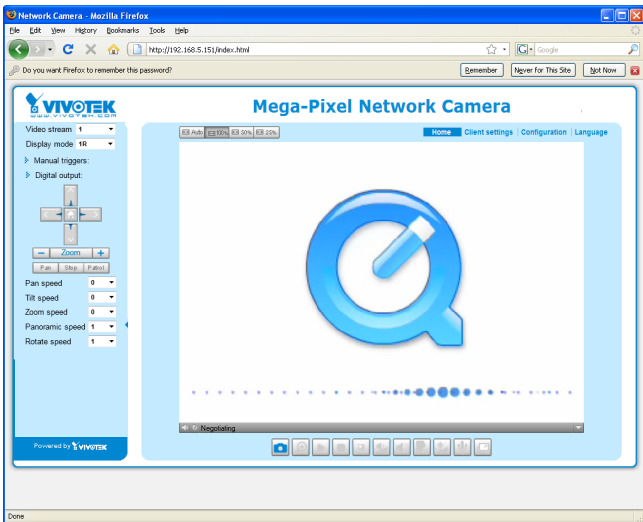 Network Camera - Mozilla Firefox
File Edit View History Bookmarks Tools Help
http://192.168.5.151/index.html
Google
Do you want Firefox to remember this password?
Remember
Never for This Site
Not Now
VIVOTEK
WWW.VIVOTEK.COM
Mega-Pixel Network Camera
Video stream 1
Auto 100% 50% 25%
Home Client settings Configuration Language
Display mode 1R
Manual triggers:
Digital output:
Zoom
Pan Stop Patrol
Pan speed 0
Tilt speed 0
Zoom speed 0
Panoramic speed 1
Rotate speed 1
Negotiating
Powered by VIVOTEK
Done